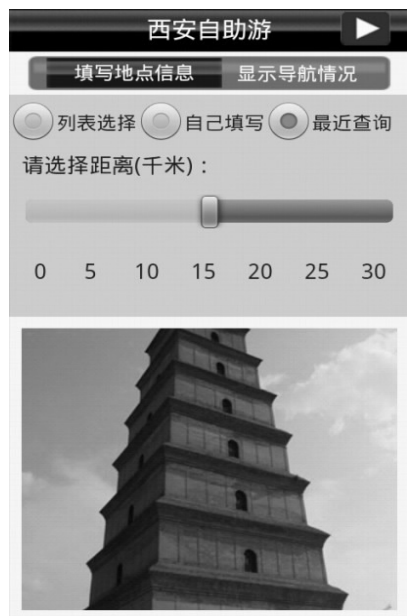 西安自助游
填写地点信息 显示导航情况
列表选择 自己填写 最近查询
请选择距离(千米)：
0 5 10 15 20 25 30